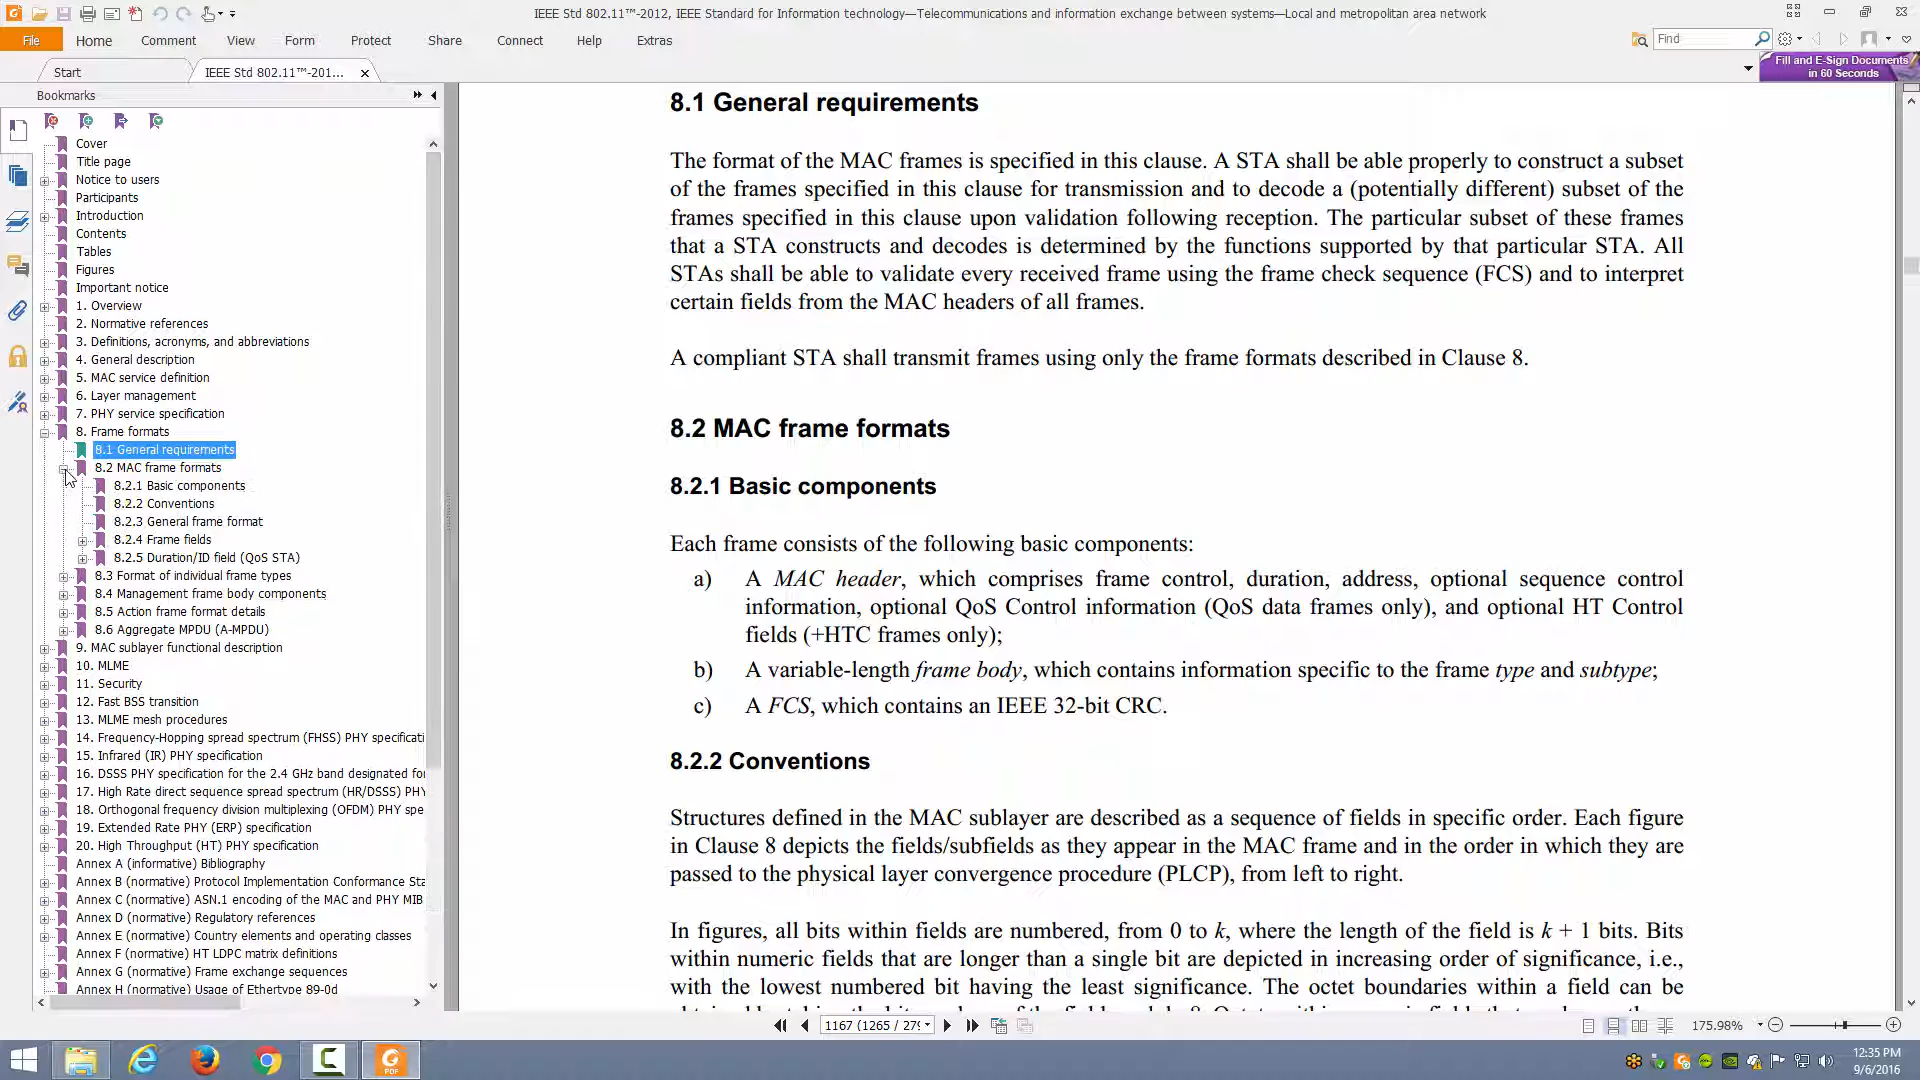 IEEE Std 802.11™-2012, IEEE Standard for Information technology—Telecommunications and information exchange between systems—Local and metropolitan area network
File Home Comment View Form Protect Share Connect Help Extras
Find
Start
IEEE Std 802.11™-201...
Fill and E-Sign Documents
in 60 Seconds
Bookmarks
Cover
Title page
Notice to users
Participants
Introduction
Contents
Tables
Figures
Important notice
1. Overview
2. Normative references
3. Definitions, acronyms, and abbreviations
4. General description
5. MAC service definition
6. Layer management
7. PHY service specification
8. Frame formats
8.1 General requirements
8.2 MAC frame formats
8.2.1 Basic components
8.2.2 Conventions
8.2.3 General frame format
8.2.4 Frame fields
8.2.5 Duration/ID field (QoS STA)
8.3 Format of individual frame types
8.4 Management frame body components
8.5 Action frame format details
8.6 Aggregate MPDU (A-MPDU)
9. MAC sublayer functional description
10. MLME
11. Security
12. Fast BSS transition
13. MLME mesh procedures
14. Frequency-Hopping spread spectrum (FHSS) PHY specificati
15. Infrared (IR) PHY specification
16. DSSS PHY specification for the 2.4 GHz band designated for
17. High Rate direct sequence spread spectrum (HR/DSSS) PHY
18. Orthogonal frequency division multiplexing (OFDM) PHY spe
19. Extended Rate PHY (ERP) specification
20. High Throughput (HT) PHY specification
Annex A (informative) Bibliography
Annex B (normative) Protocol Implementation Conformance Sta
Annex C (normative) ASN.1 encoding of the MAC and PHY MIB
Annex D (normative) Regulatory references
Annex E (normative) Country elements and operating classes
Annex F (normative) HT LDPC matrix definitions
Annex G (normative) Frame exchange sequences
Annex H (normative) Usage of Ethertype 89-0d
8.1 General requirements
The format of the MAC frames is specified in this clause. A STA shall be able properly to construct a subset
of the frames specified in this clause for transmission and to decode a (potentially different) subset of the
frames specified in this clause upon validation following reception. The particular subset of these frames
that a STA constructs and decodes is determined by the functions supported by that particular STA. All
STAs shall be able to validate every received frame using the frame check sequence (FCS) and to interpret
certain fields from the MAC headers of all frames.
A compliant STA shall transmit frames using only the frame formats described in Clause 8.
8.2 MAC frame formats
8.2.1 Basic components
Each frame consists of the following basic components:
a) A MAC header, which comprises frame control, duration, address, optional sequence control
information, optional QoS Control information (QoS data frames only), and optional HT Control
fields (+HTC frames only);
b) A variable-length frame body, which contains information specific to the frame type and subtype;
c) A FCS, which contains an IEEE 32-bit CRC.
8.2.2 Conventions
Structures defined in the MAC sublayer are described as a sequence of fields in specific order. Each figure
in Clause 8 depicts the fields/subfields as they appear in the MAC frame and in the order in which they are
passed to the physical layer convergence procedure (PLCP), from left to right.
In figures, all bits within fields are numbered, from 0 to k, where the length of the field is k + 1 bits. Bits
within numeric fields that are longer than a single bit are depicted in increasing order of significance, i.e.,
with the lowest numbered bit having the least significance. The octet boundaries within a field can be
1167 (1265 / 279
175.98%
PDF
12:35 PM
9/6/2016